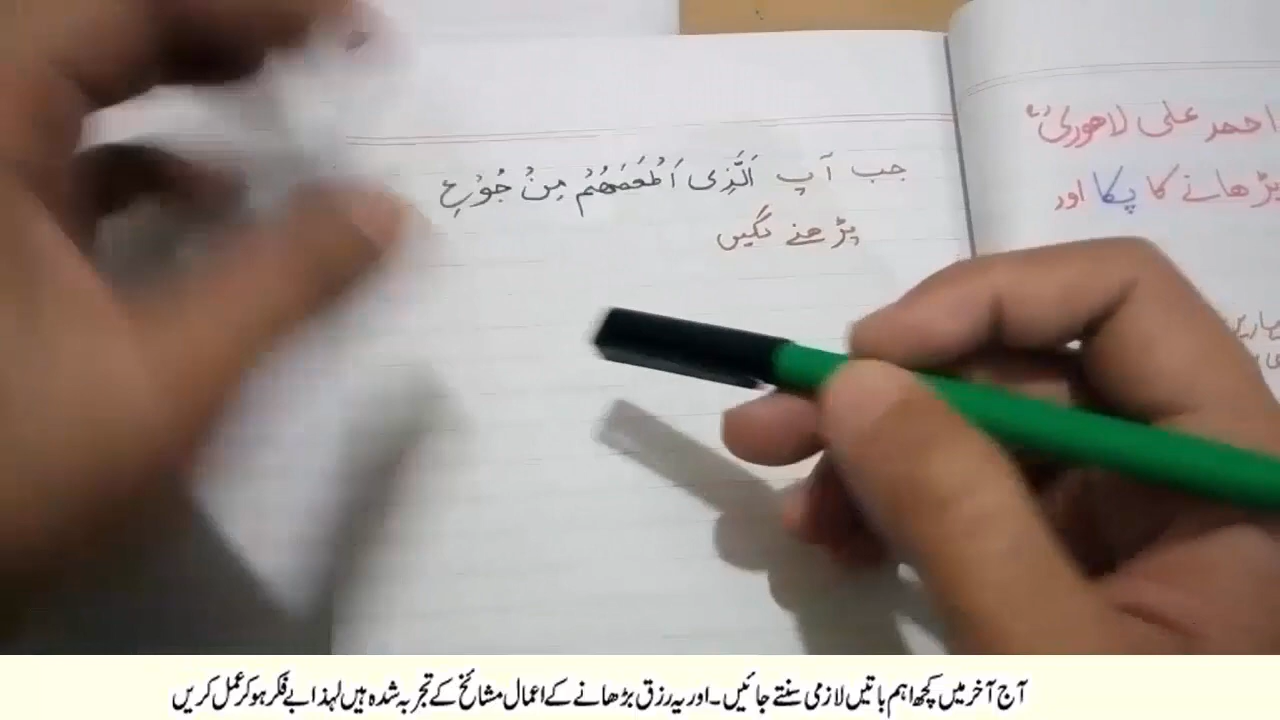 احمد علی لاھوریؒ
بڑھانے کا پکا اور
جب آپ اَلَّذِی اَطْعَمَھُمْ مِنْ جُوْعٍ
پڑھنے لگیں
آج آخر میں کچھ اہم باتیں لازمی سنتے جائیں۔ اور یہ رزق بڑھانے کے اعمال مشائخ کے تجربہ شدہ ہیں لہذا بے فکر ہو کر عمل کریں